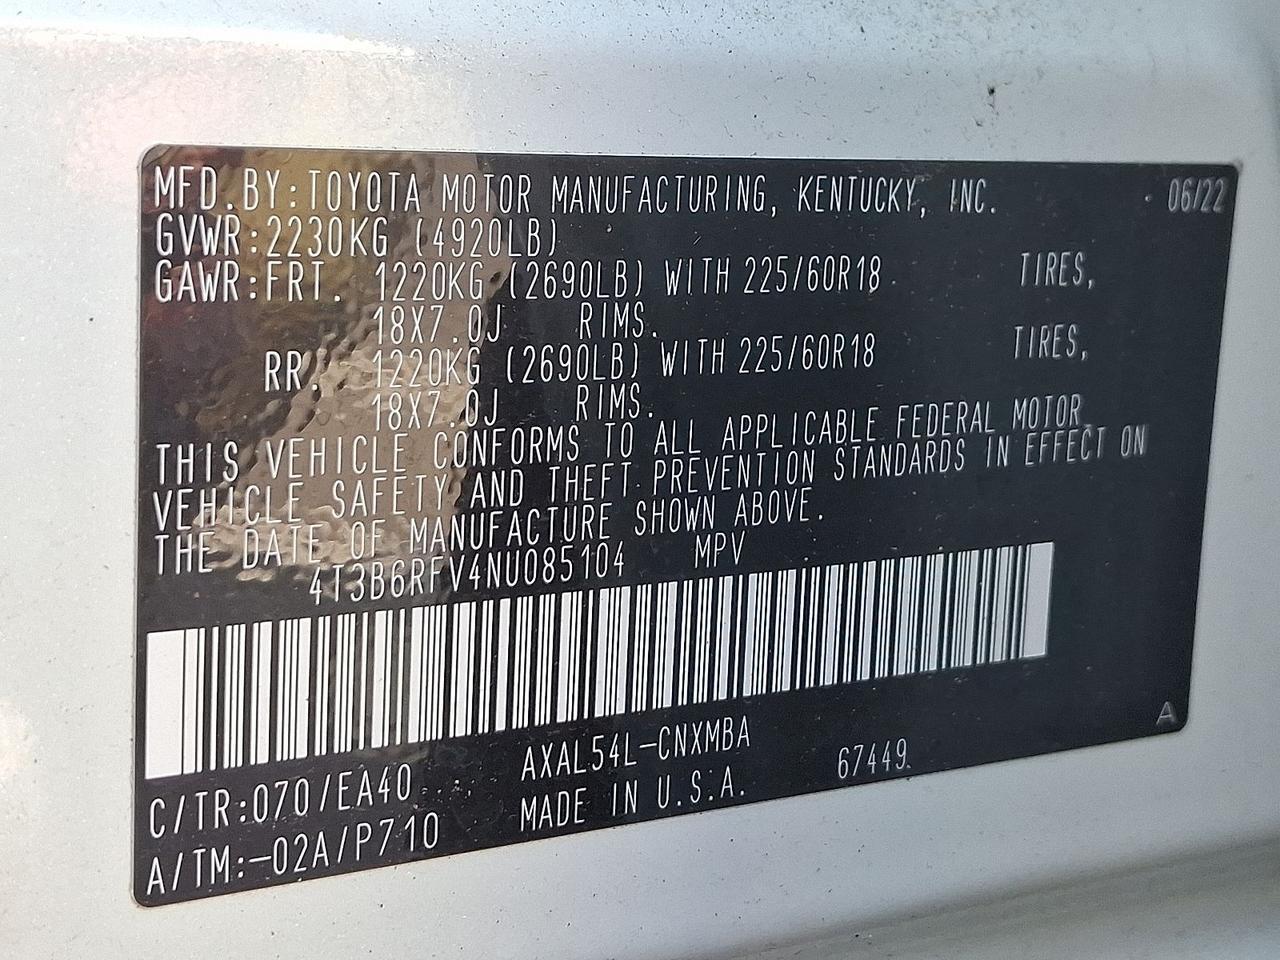 MFD.BY:TOYOTA MOTOR MANUFACTURING, KENTUCKY, INC. 06/22
GVWR:2230KG (4920LB)
GAWR:FRT. 1220KG (2690LB) WITH 225/60R18 TIRES,
18X7.0J RIMS.
RR. 1220KG (2690LB) WITH 225/60R18 TIRES,
18X7.0J RIMS.
THIS VEHICLE CONFORMS TO ALL APPLICABLE FEDERAL MOTOR
VEHICLE SAFETY AND THEFT PREVENTION STANDARDS IN EFFECT ON
THE DATE OF MANUFACTURE SHOWN ABOVE.
4T3B6RFV4NU085104 MPV
C/TR:070/EA40 AXAL54L-CNXMBA 67449 A
A/TM:-02A/P710 MADE IN U.S.A.